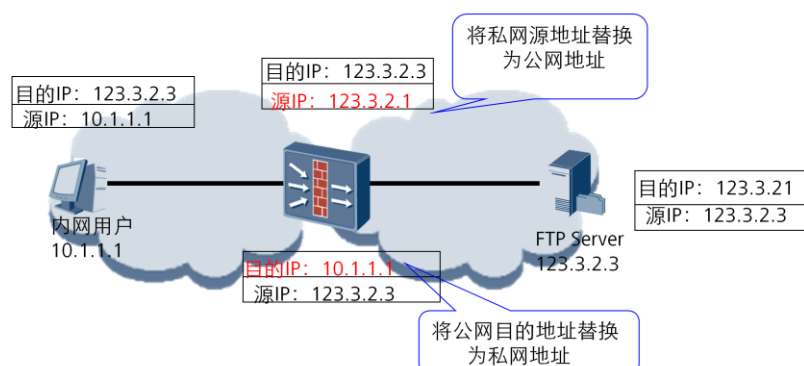 将私网源地址替换
为公网地址
目的IP：123.3.2.3
源IP：123.3.2.1
目的IP：123.3.2.3
源IP：10.1.1.1
目的IP：123.3.21
源IP：123.3.2.3
内网用户
10.1.1.1
FTP Server
123.3.2.3
目的IP：10.1.1.1
源IP：123.3.2.3
将公网目的地址替换
为私网地址